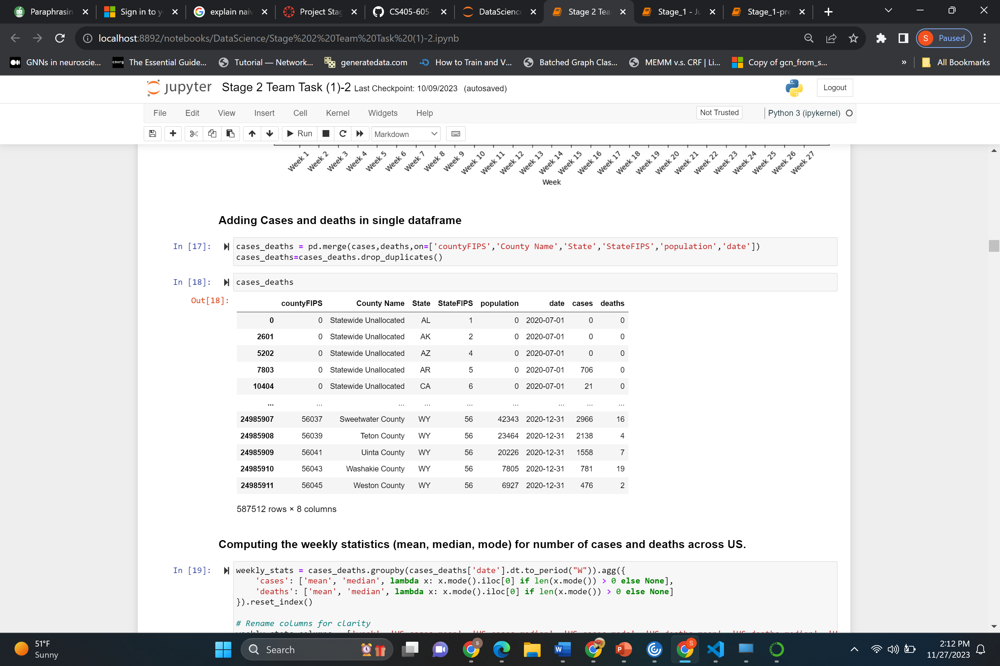 Paraphrasin
Sign in to y
explain naiv
Project Stag
CS405-605-
DataScience
Stage 2 Tea
Stage_1 - Ju
Stage_1-pre
localhost:8892/notebooks/DataScience/Stage%202%20Team%20Task%20(1)-2.ipynb
S Paused
GNNs in neuroscie...
cnvrg The Essential Guide...
Tutorial — Network...
generatedata.com
How to Train and V...
Batched Graph Clas...
MEMM v.s. CRF | Li...
Copy of gcn_from_s...
»
All Bookmarks
jupyter Stage 2 Team Task (1)-2 Last Checkpoint: 10/09/2023 (autosaved)
Logout
File Edit View Insert Cell Kernel Widgets Help
Not Trusted
Python 3 (ipykernel)
Run
Markdown
Week 1 Week 2 Week 3 Week 4 Week 5 Week 6 Week 7 Week 8 Week 9 Week 10 Week 11 Week 12 Week 13 Week 14 Week 15 Week 16 Week 17 Week 18 Week 19 Week 20 Week 21 Week 22 Week 23 Week 24 Week 25 Week 26 Week 27
Week
Adding Cases and deaths in single dataframe
In [17]: cases_deaths = pd.merge(cases,deaths,on=['countyFIPS','County Name','State','StateFIPS','population','date'])
cases_deaths=cases_deaths.drop_duplicates()
In [18]: cases_deaths
Out[18]:
countyFIPS County Name State StateFIPS population date cases deaths
0 0 Statewide Unallocated AL 1 0 2020-07-01 0 0
2601 0 Statewide Unallocated AK 2 0 2020-07-01 0 0
5202 0 Statewide Unallocated AZ 4 0 2020-07-01 0 0
7803 0 Statewide Unallocated AR 5 0 2020-07-01 706 0
10404 0 Statewide Unallocated CA 6 0 2020-07-01 21 0
... ... ... ... ... ... ... ... ...
24985907 56037 Sweetwater County WY 56 42343 2020-12-31 2966 16
24985908 56039 Teton County WY 56 23464 2020-12-31 2138 4
24985909 56041 Uinta County WY 56 20226 2020-12-31 1558 7
24985910 56043 Washakie County WY 56 7805 2020-12-31 781 19
24985911 56045 Weston County WY 56 6927 2020-12-31 476 2
587512 rows × 8 columns
Computing the weekly statistics (mean, median, mode) for number of cases and deaths across US.
In [19]: weekly_stats = cases_deaths.groupby(cases_deaths['date'].dt.to_period("W")).agg({
'cases': ['mean', 'median', lambda x: x.mode().iloc[0] if len(x.mode()) > 0 else None],
'deaths': ['mean', 'median', lambda x: x.mode().iloc[0] if len(x.mode()) > 0 else None]
}).reset_index()
# Rename columns for clarity
51°F
Sunny
Search
2:12 PM
11/27/2023